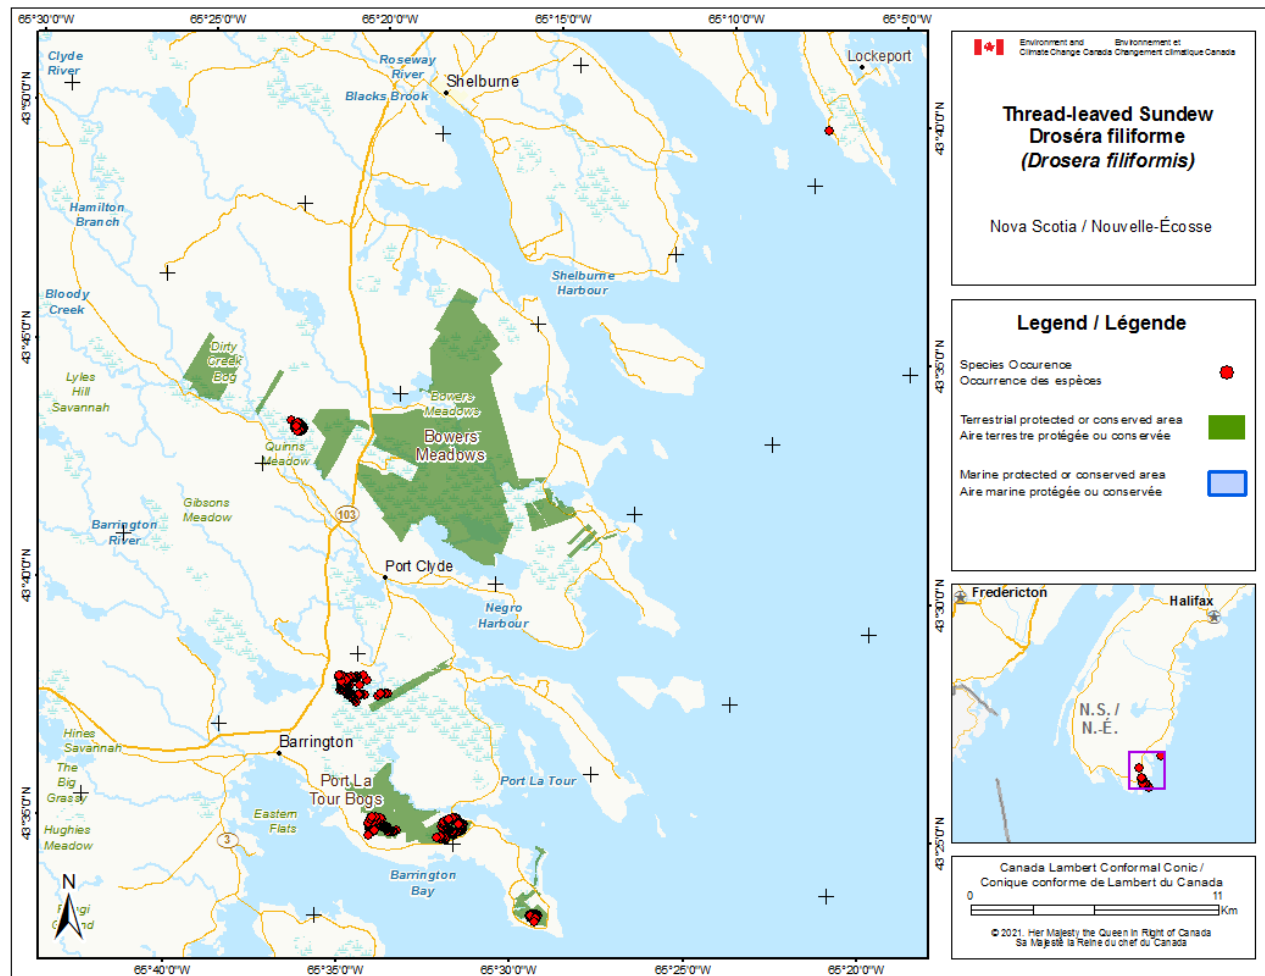 65°30'0"W 65°25'0"W 65°20'0"W 65°15'0"W 65°10'0"W 65°5'0"W
Clyde
River
Roseway
River
Blacks Brook
Shelburne
Lockeport
43°50'0"N
43°40'0"N
Hamilton
Branch
Bloody
Creek
Shelburne
Harbour
43°45'0"N
43°35'0"N
Dirty
Creek
Bog
Lyles
Hill
Savannah
Bowers
Meadows
Bowers
Meadows
Quinns
Meadow
Gibsons
Meadow
103
Barrington
River
Port Clyde
43°40'0"N
43°30'0"N
Negro
Harbour
Hines
Savannah
Barrington
The
Big
Grassy
Port La
Tour Bogs
Port La Tour
Eastern
Flats
43°35'0"N
43°25'0"N
Hughies
Meadow
3
Barrington
Bay
N
65°40'0"W 65°35'0"W 65°30'0"W 65°25'0"W 65°20'0"W
Environment and Environnement et
Climate Change Canada Changement climatique Canada
Thread-leaved Sundew
Droséra filiforme
(Drosera filiformis)
Nova Scotia / Nouvelle-Écosse
Legend / Légende
Species Occurence
Occurrence des espèces
Terrestrial protected or conserved area
Aire terrestre protégée ou conservée
Marine protected or conserved area
Aire marine protégée ou conservée
Fredericton
Halifax
N.S. /
N.-É.
Canada Lambert Conformal Conic /
Conique conforme de Lambert du Canada
0 11
Km
© 2021. Her Majesty the Queen in Right of Canada
Sa Majesté la Reine du chef du Canada